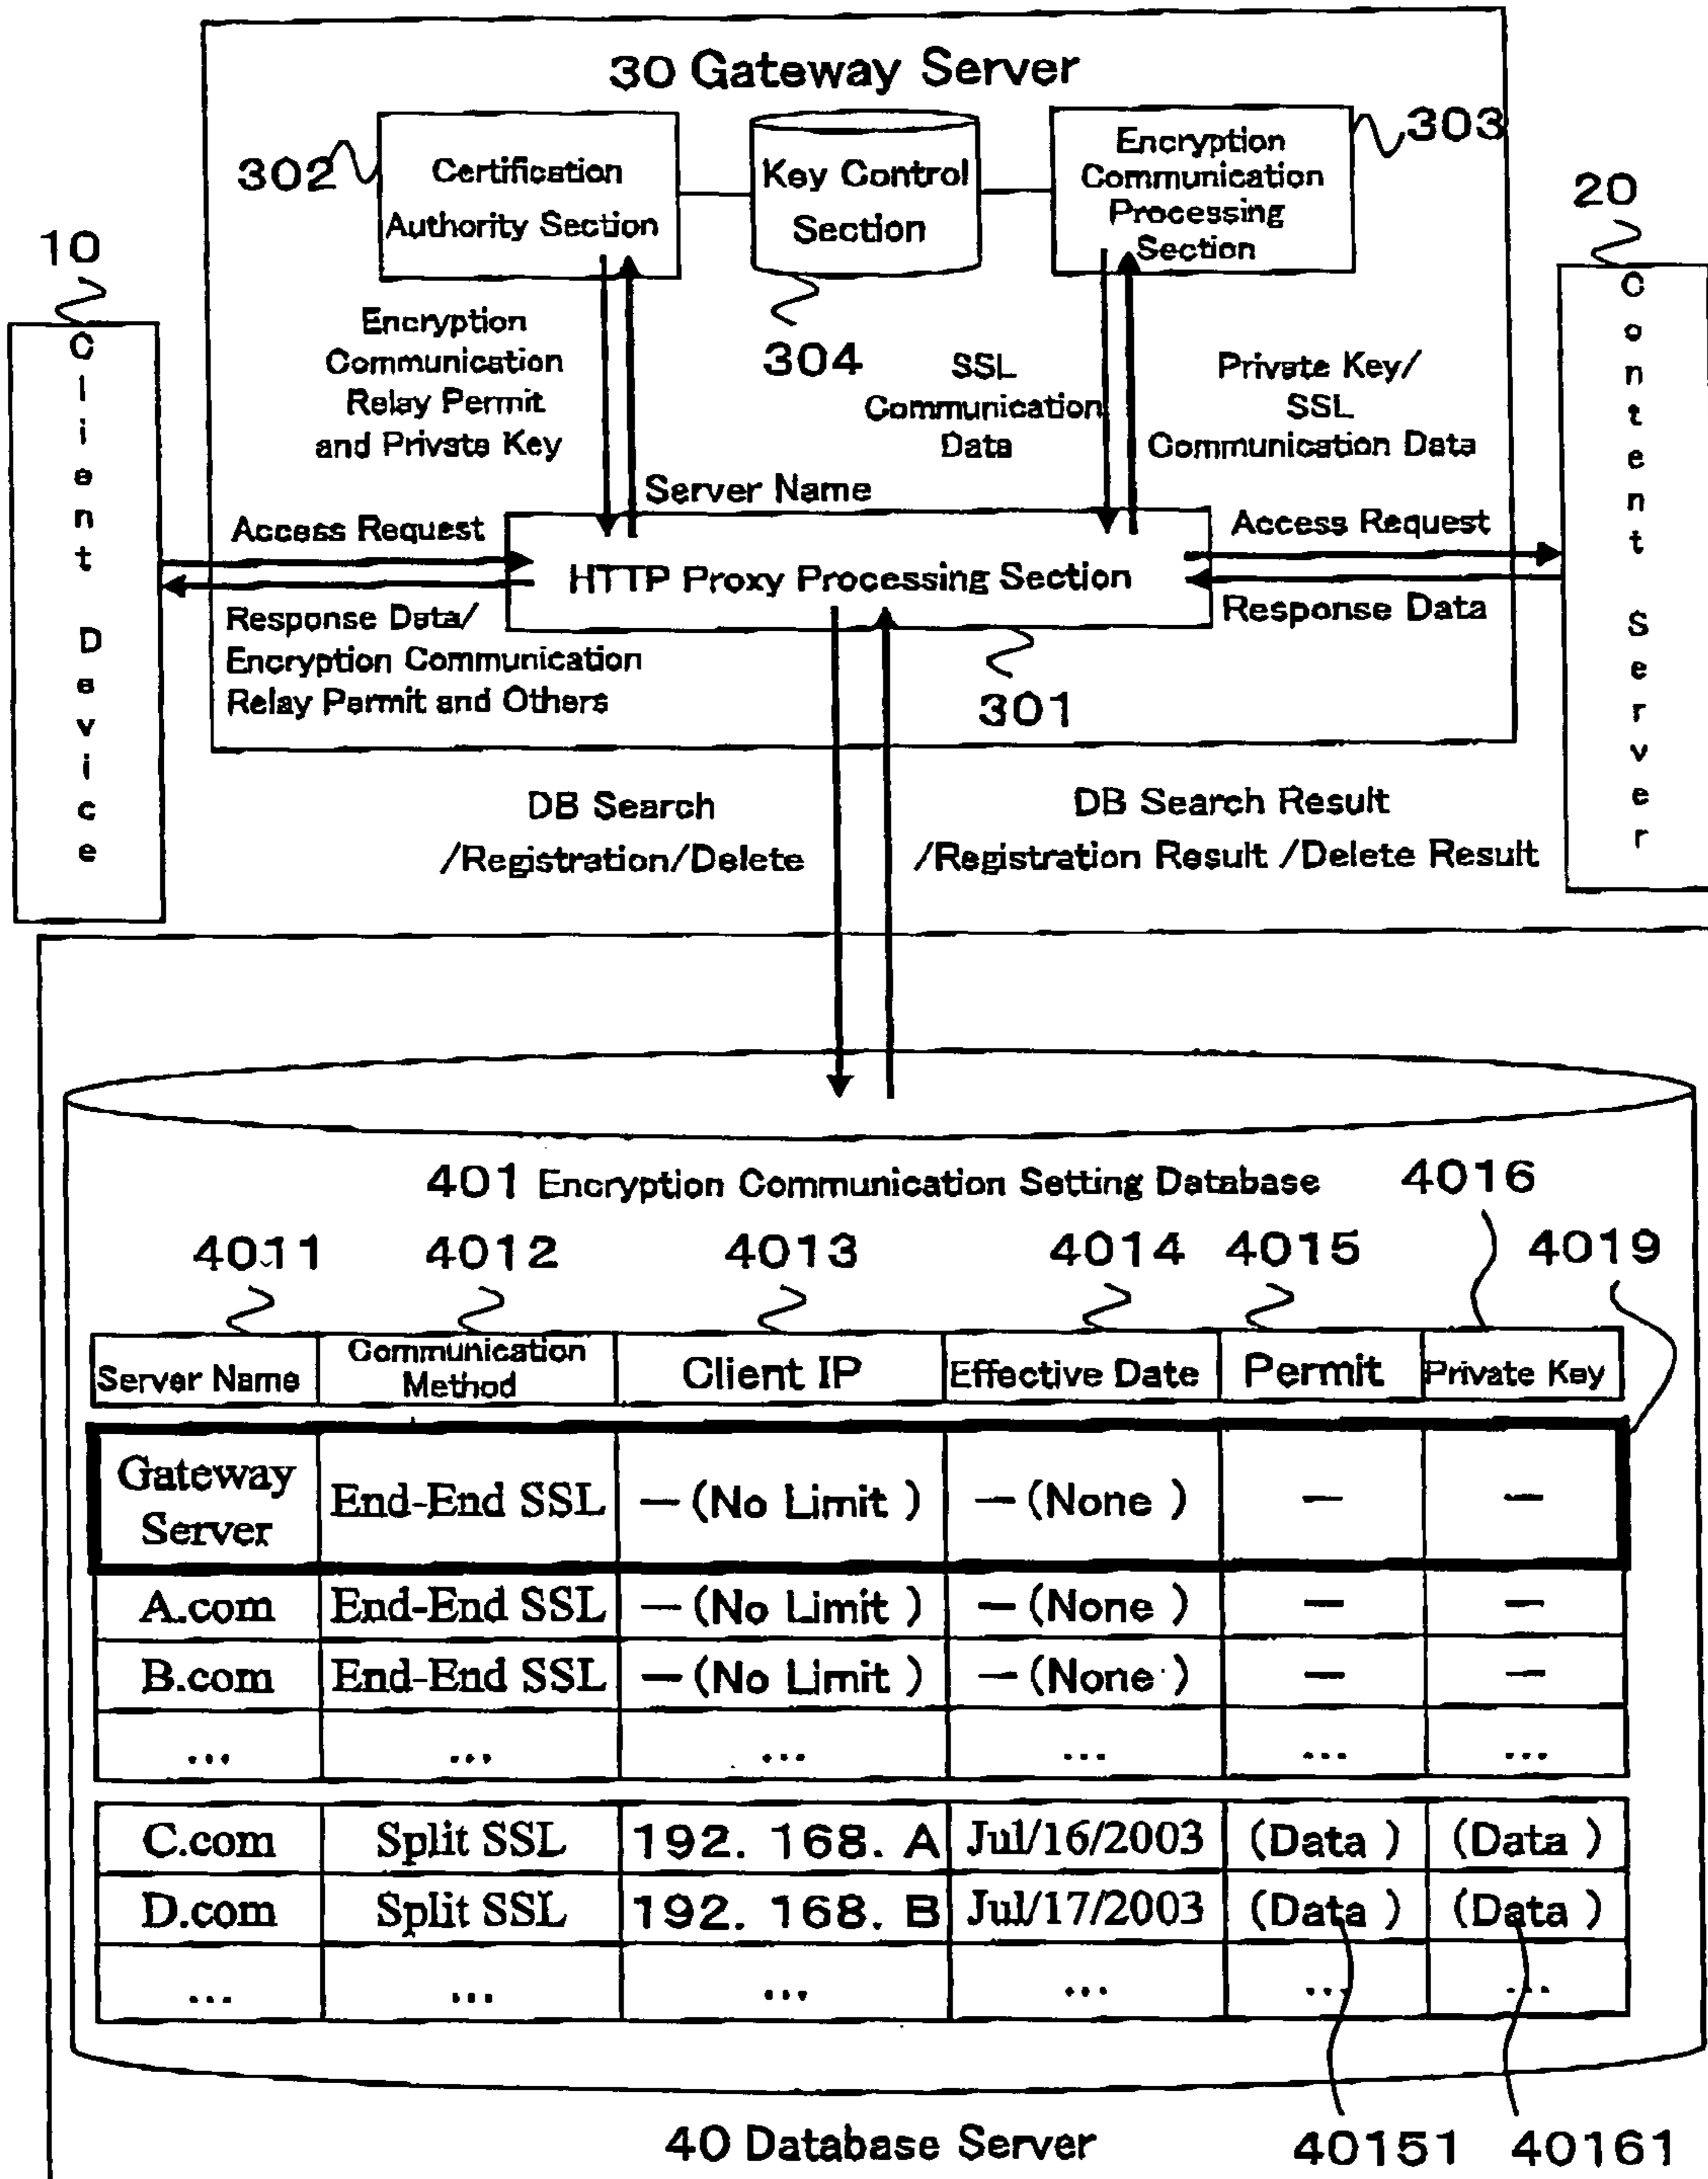 30 Gateway Server
302
Certification
Authority Section
Key Control
Section
Encryption
Communication
Processing
Section
303
304
10
Client Device
20
Content Server
Encryption
Communication
Relay Permit
and Private Key
Server Name
SSL
Communication
Data
Private Key/
SSL
Communication Data
Access Request
HTTP Proxy Processing Section
Access Request
Response Data/
Encryption Communication
Relay Permit and Others
Response Data
301
DB Search
/Registration/Delete
DB Search Result
/Registration Result /Delete Result
401 Encryption Communication Setting Database
4016
4011 4012 4013 4014 4015 4019
Server Name Communication Method Client IP Effective Date Permit Private Key
Gateway Server End-End SSL —(No Limit ) —(None ) — —
A.com End-End SSL —(No Limit ) —(None ) — —
B.com End-End SSL —(No Limit ) —(None ) — —
... ... ... ... ... ...
C.com Split SSL 192. 168. A Jul/16/2003 (Data ) (Data )
D.com Split SSL 192. 168. B Jul/17/2003 (Data ) (Data )
... ... ... ... ... ...
40 Database Server
40151 40161